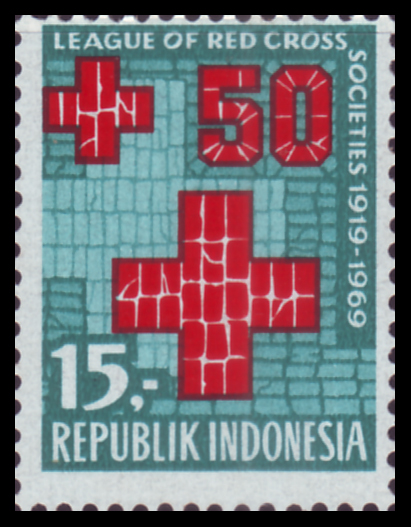 LEAGUE OF RED CROSS
SOCIETIES 1919-1969
50
15,-
REPUBLIK INDONESIA